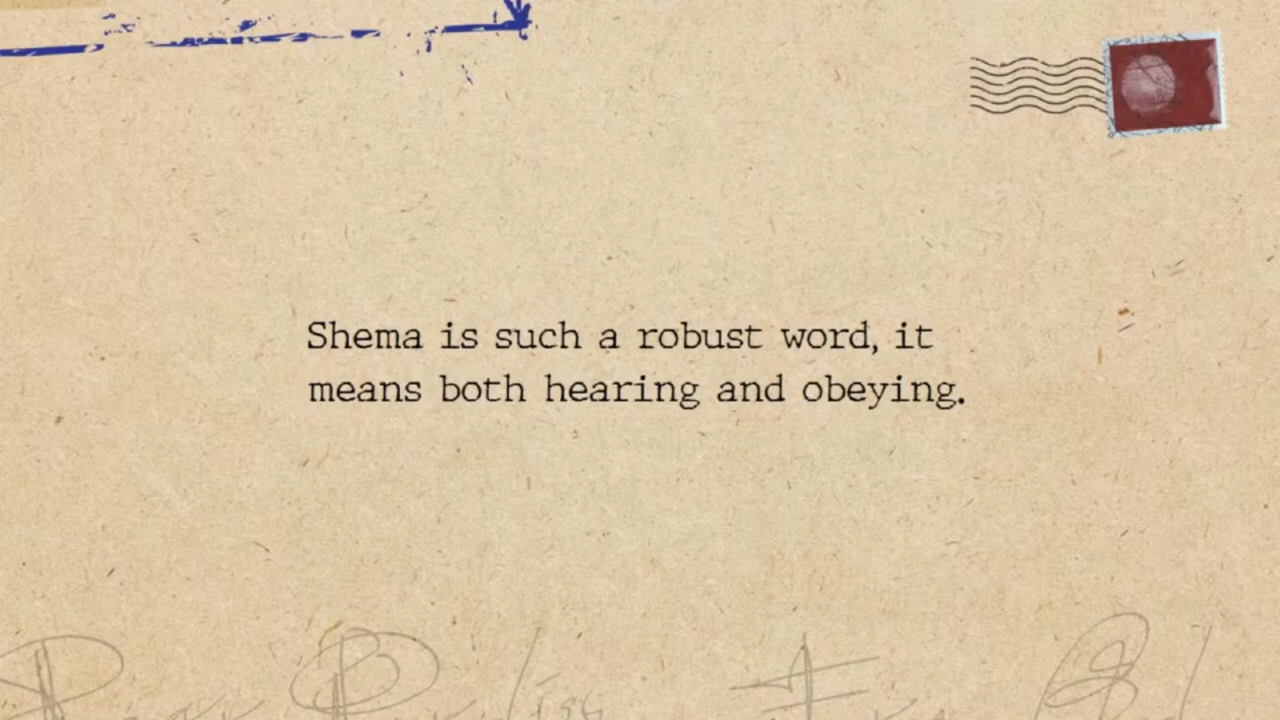 Shema is such a robust word, it
means both hearing and obeying.